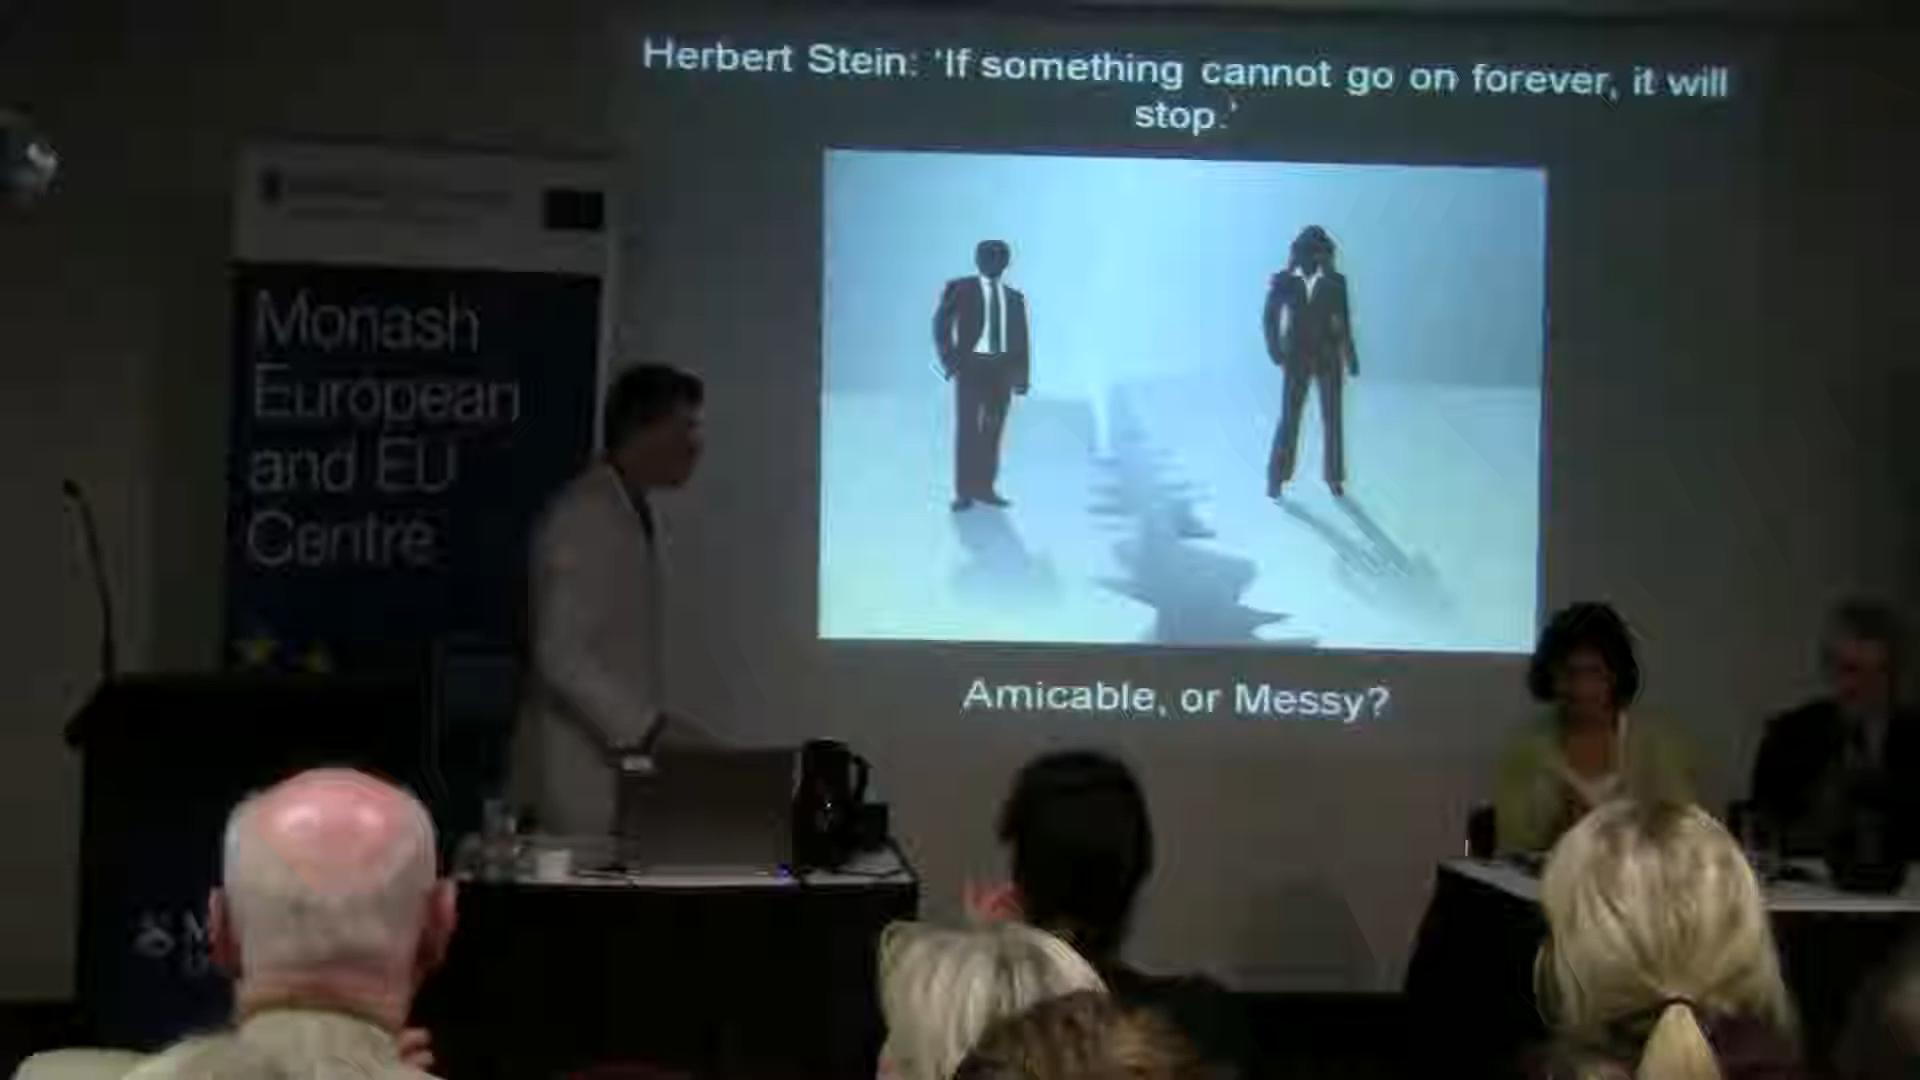 Herbert Stein: 'If something cannot go on forever, it will
stop.'
Monash
European
and EU
Centre
Amicable, or Messy?